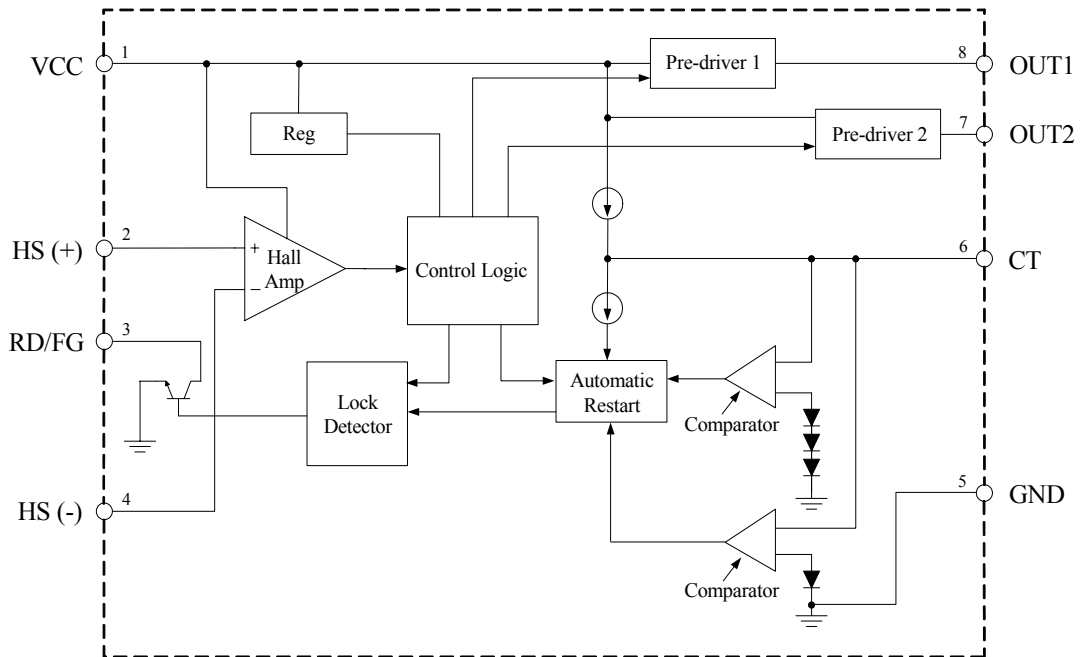 VCC
1
Pre-driver 1
8
OUT1
Reg
Pre-driver 2
7
OUT2
HS (+)
2
+
Hall
Amp
−
Control Logic
6
CT
RD/FG
3
Lock
Detector
Automatic
Restart
Comparator
HS (-)
4
5
GND
Comparator